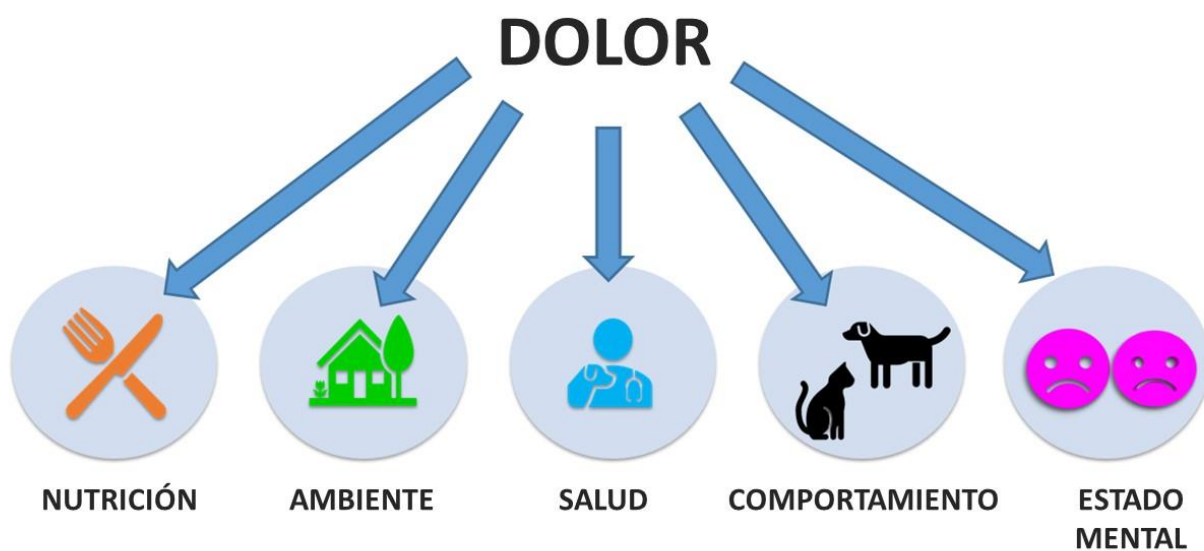 DOLOR
NUTRICIÓN
AMBIENTE
SALUD
COMPORTAMIENTO
ESTADO
MENTAL